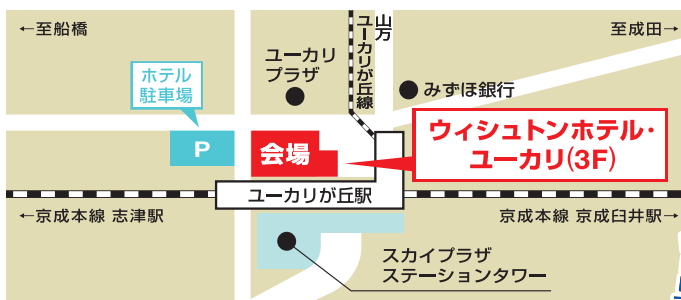 ←至船橋
山万
ユーカリが丘線
至成田→
ユーカリ
プラザ
ホテル
駐車場
みずほ銀行
P
会場
ウィシュトンホテル・
ユーカリ(3F)
ユーカリが丘駅
←京成本線 志津駅
京成本線 京成臼井駅→
スカイプラザ
ステーションタワー